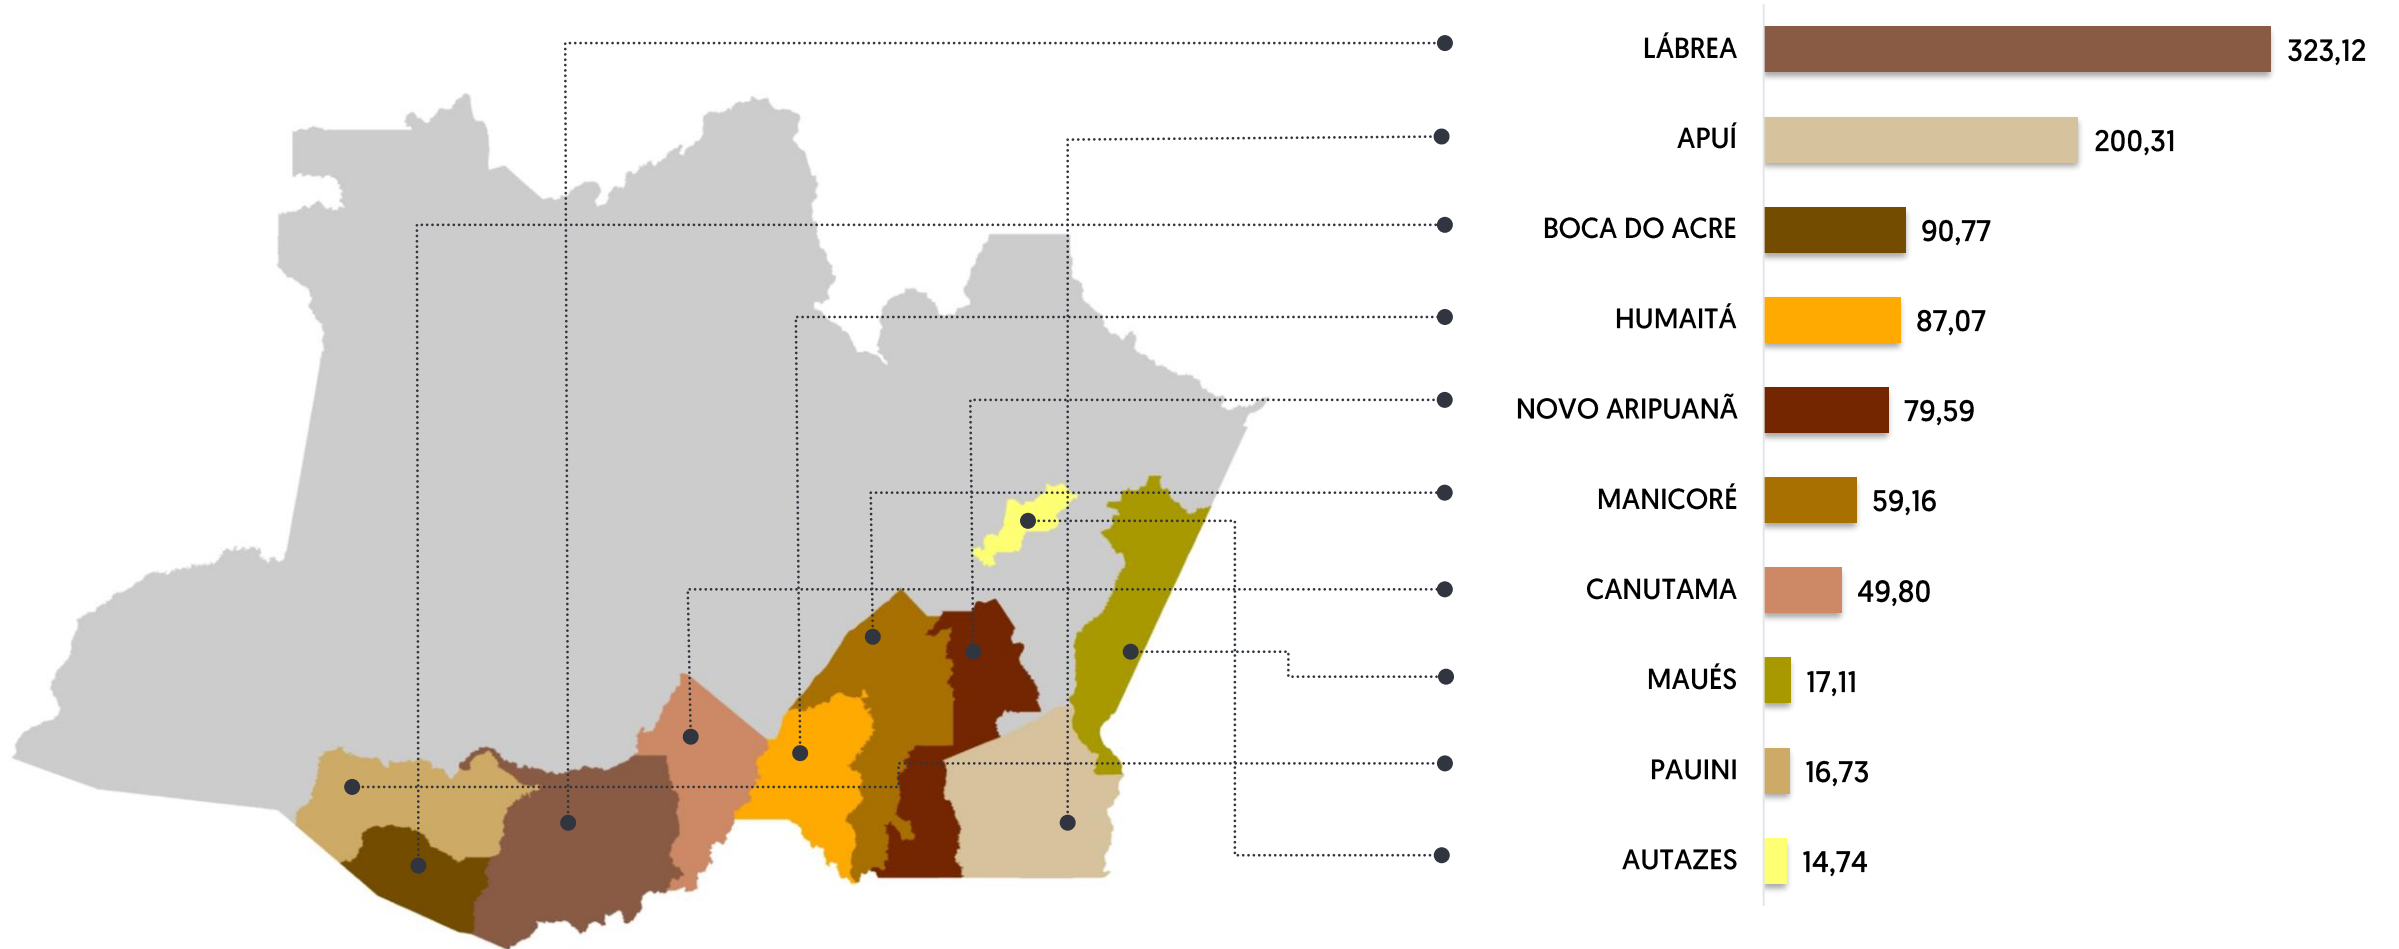 LÁBREA 323,12
APUÍ 200,31
BOCA DO ACRE 90,77
HUMAITÁ 87,07
NOVO ARIPUANÃ 79,59
MANICORÉ 59,16
CANUTAMA 49,80
MAUÉS 17,11
PAUINI 16,73
AUTAZES 14,74